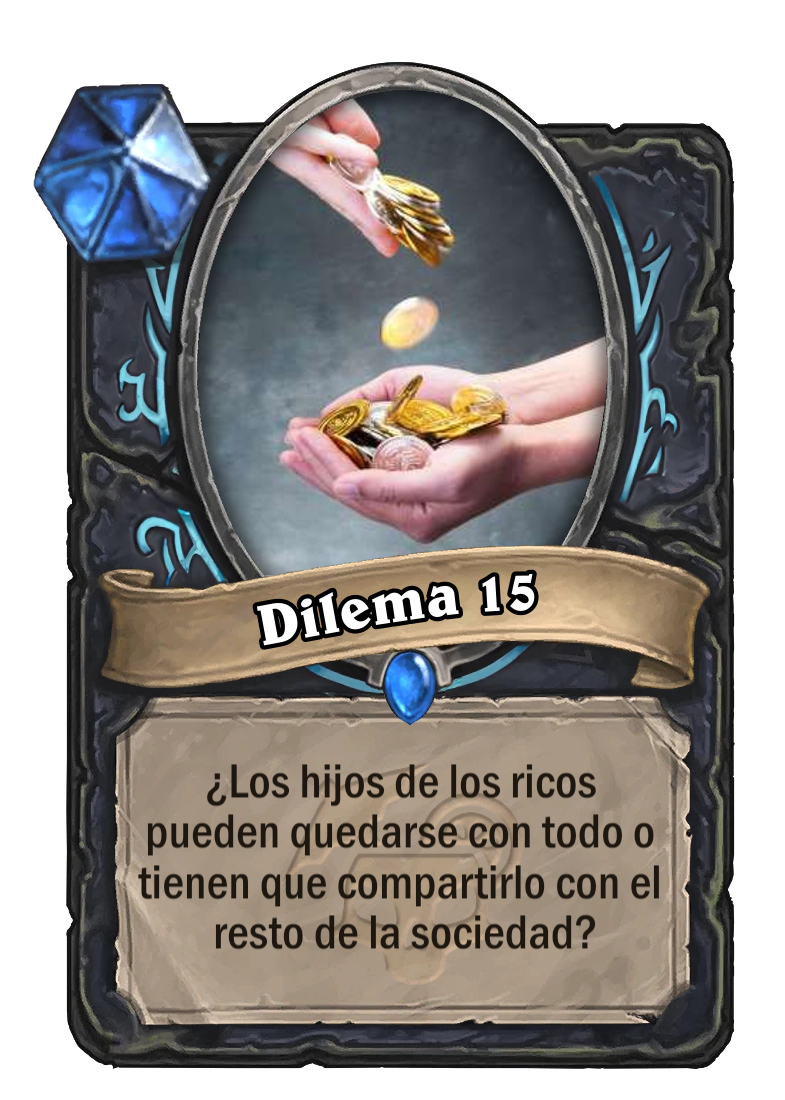 Dilema 15
¿Los hijos de los ricos
pueden quedarse con todo o
tienen que compartirlo con el
resto de la sociedad?